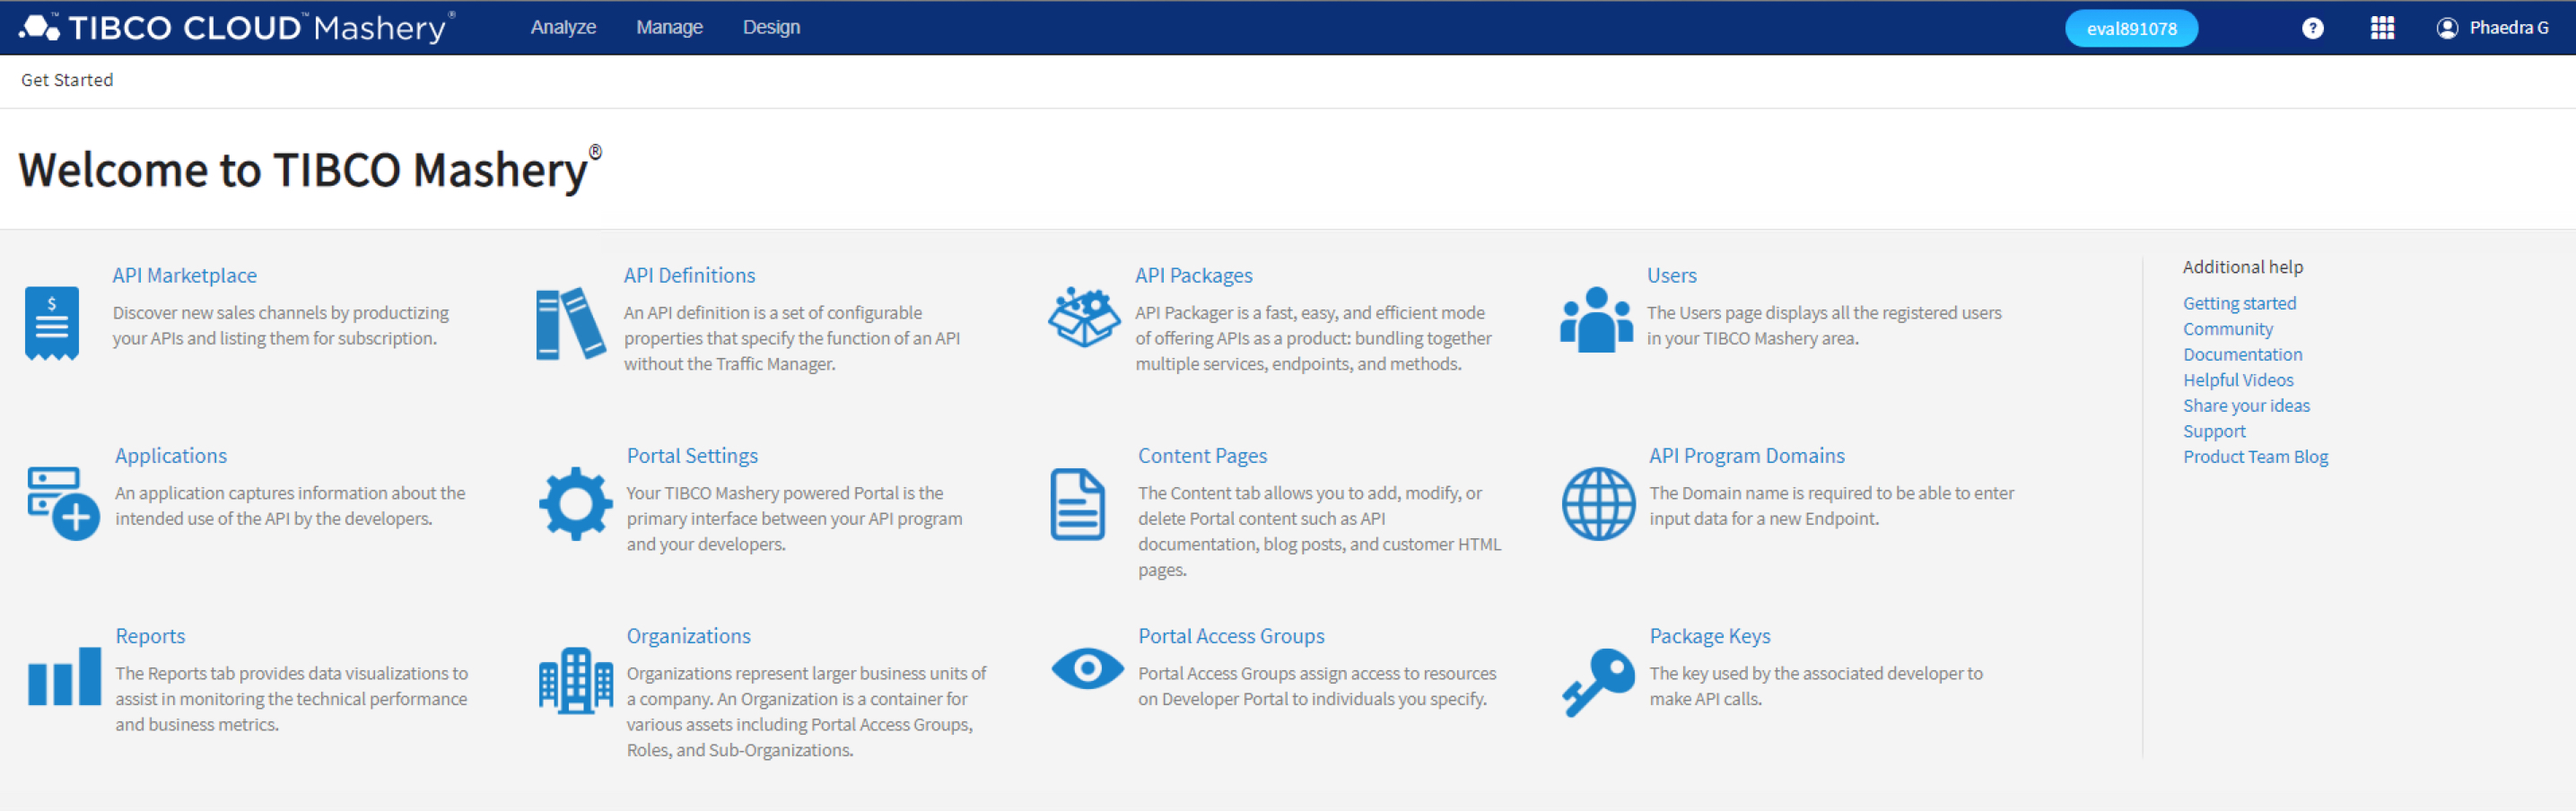 TIBCO CLOUD™ Mashery®
Analyze Manage Design
eval891078
?
Phaedra G
Get Started
Welcome to TIBCO Mashery®
API Marketplace
Discover new sales channels by productizing
your APIs and listing them for subscription.
API Definitions
An API definition is a set of configurable
properties that specify the function of an API
without the Traffic Manager.
API Packages
API Packager is a fast, easy, and efficient mode
of offering APIs as a product: bundling together
multiple services, endpoints, and methods.
Users
The Users page displays all the registered users
in your TIBCO Mashery area.
Applications
An application captures information about the
intended use of the API by the developers.
Portal Settings
Your TIBCO Mashery powered Portal is the
primary interface between your API program
and your developers.
Content Pages
The Content tab allows you to add, modify, or
delete Portal content such as API
documentation, blog posts, and customer HTML
pages.
API Program Domains
The Domain name is required to be able to enter
input data for a new Endpoint.
Reports
The Reports tab provides data visualizations to
assist in monitoring the technical performance
and business metrics.
Organizations
Organizations represent larger business units of
a company. An Organization is a container for
various assets including Portal Access Groups,
Roles, and Sub-Organizations.
Portal Access Groups
Portal Access Groups assign access to resources
on Developer Portal to individuals you specify.
Package Keys
The key used by the associated developer to
make API calls.
Additional help
Getting started
Community
Documentation
Helpful Videos
Share your ideas
Support
Product Team Blog